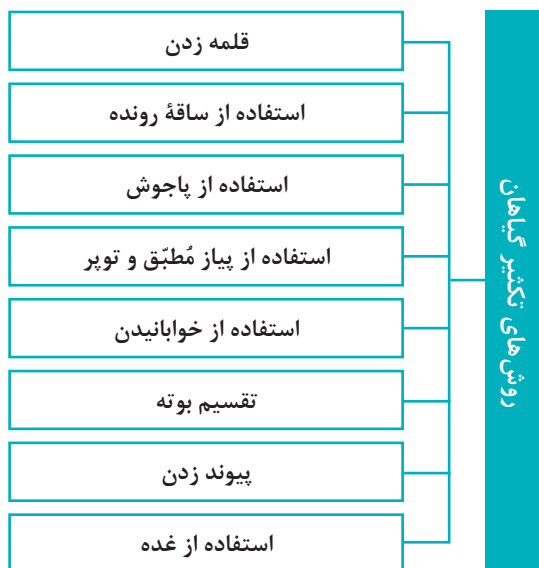 روش‌های تکثیر گیاهان
قلمه زدن
استفاده از ساقهٔ رونده
استفاده از پاجوش
استفاده از پیاز مُطبّق و توپر
استفاده از خوابانیدن
تقسیم بوته
پیوند زدن
استفاده از غده